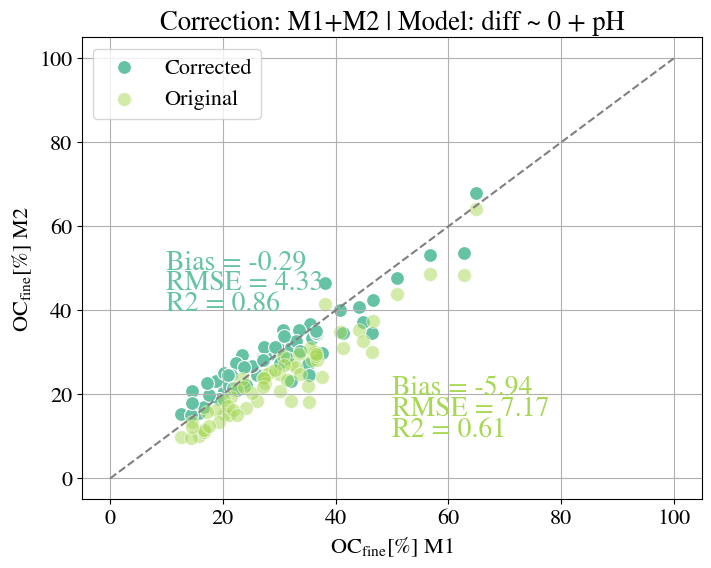 Correction: M1+M2 | Model: diff ~ 0 + pH
Corrected
Original
100
80
60
40
20
0
OCfine[%] M2
Bias = -0.29
RMSE = 4.33
R2 = 0.86
Bias = -5.94
RMSE = 7.17
R2 = 0.61
0 20 40 60 80 100
OCfine[%] M1